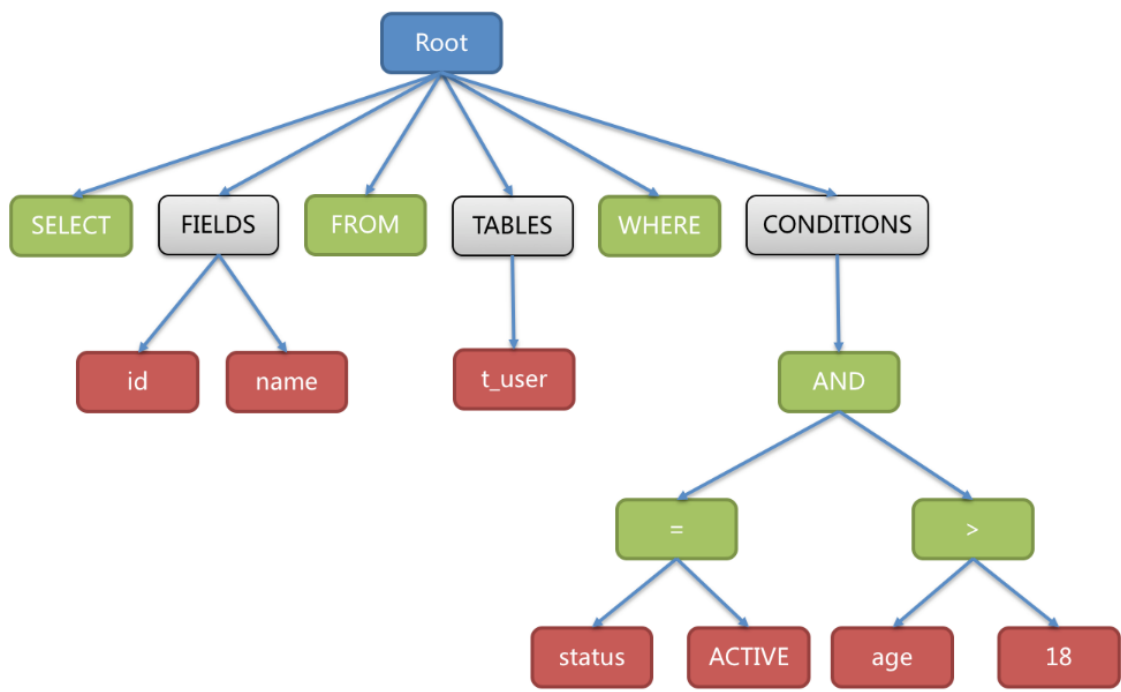 Root
SELECT FIELDS FROM TABLES WHERE CONDITIONS
id name t_user AND
= >
status ACTIVE age 18